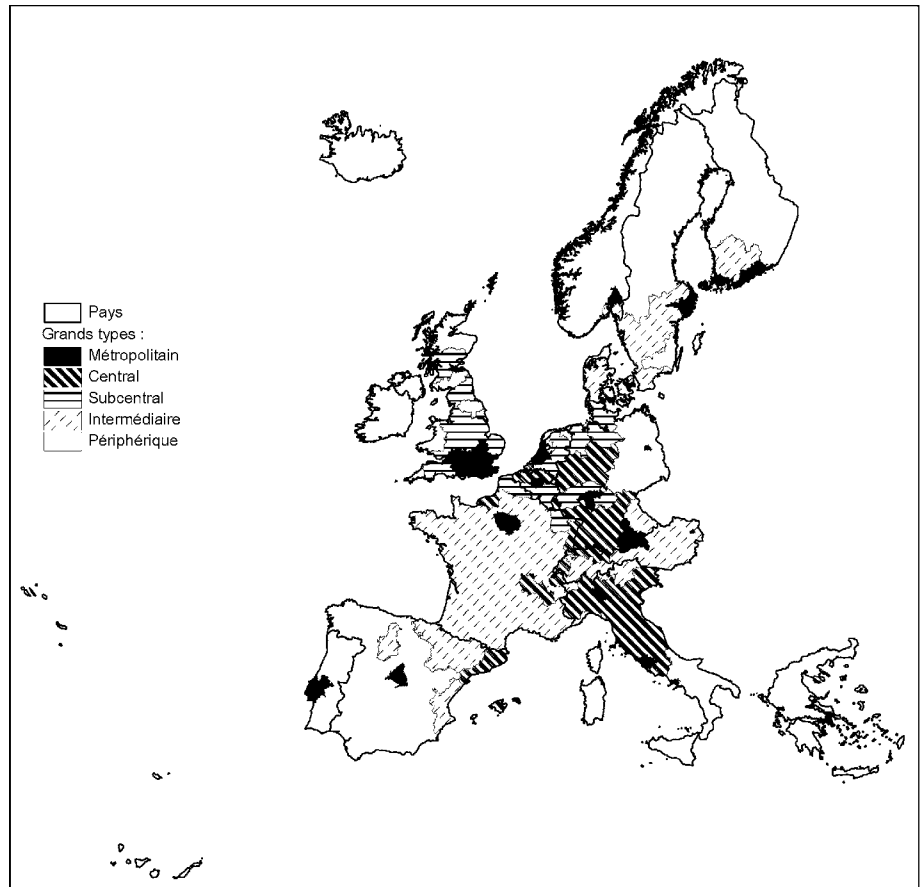 Pays
Grands types :
Métropolitain
Central
Subcentral
Intermédiaire
Périphérique